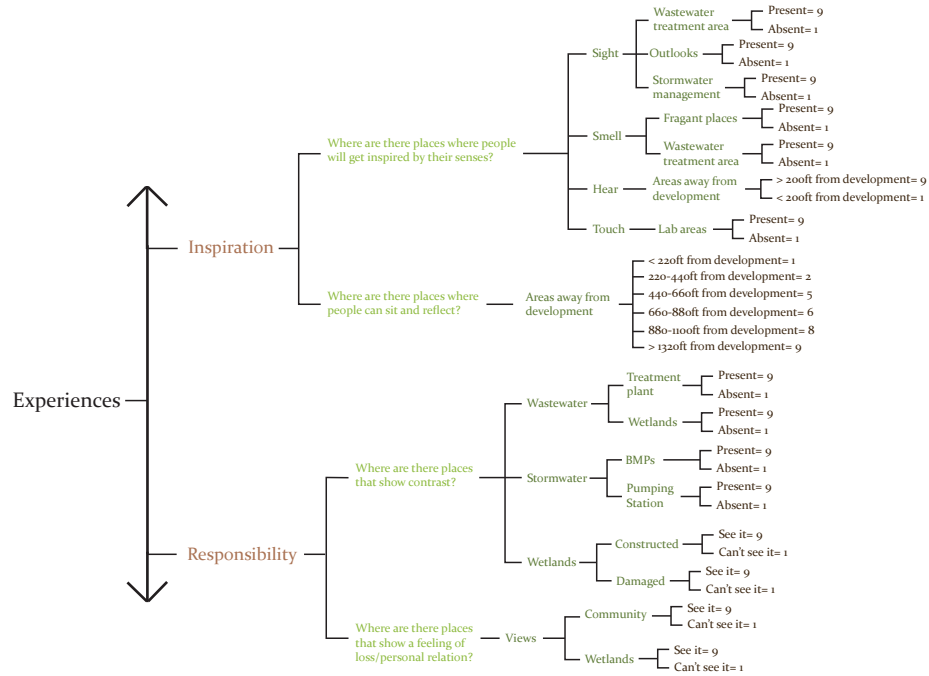 Experiences
Inspiration
Where are there places where people
will get inspired by their senses?
Sight
Wastewater
treatment area
Present= 9
Absent= 1
Outlooks
Present= 9
Absent= 1
Stormwater
management
Present= 9
Absent= 1
Smell
Fragant places
Present= 9
Absent= 1
Wastewater
treatment area
Present= 9
Absent= 1
Hear
Areas away from
development
> 200ft from development= 9
< 200ft from development= 1
Touch
Lab areas
Present= 9
Absent= 1
Where are there places where
people can sit and reflect?
Areas away from
development
< 220ft from development= 1
220-440ft from development= 2
440-660ft from development= 5
660-880ft from development= 6
880-1100ft from development= 8
> 1320ft from development= 9
Responsibility
Where are there places
that show contrast?
Wastewater
Treatment
plant
Present= 9
Absent= 1
Wetlands
Present= 9
Absent= 1
Stormwater
BMPs
Present= 9
Absent= 1
Pumping
Station
Present= 9
Absent= 1
Wetlands
Constructed
See it= 9
Can't see it= 1
Damaged
See it= 9
Can't see it= 1
Where are there places
that show a feeling of
loss/personal relation?
Views
Community
See it= 9
Can't see it= 1
Wetlands
See it= 9
Can't see it= 1